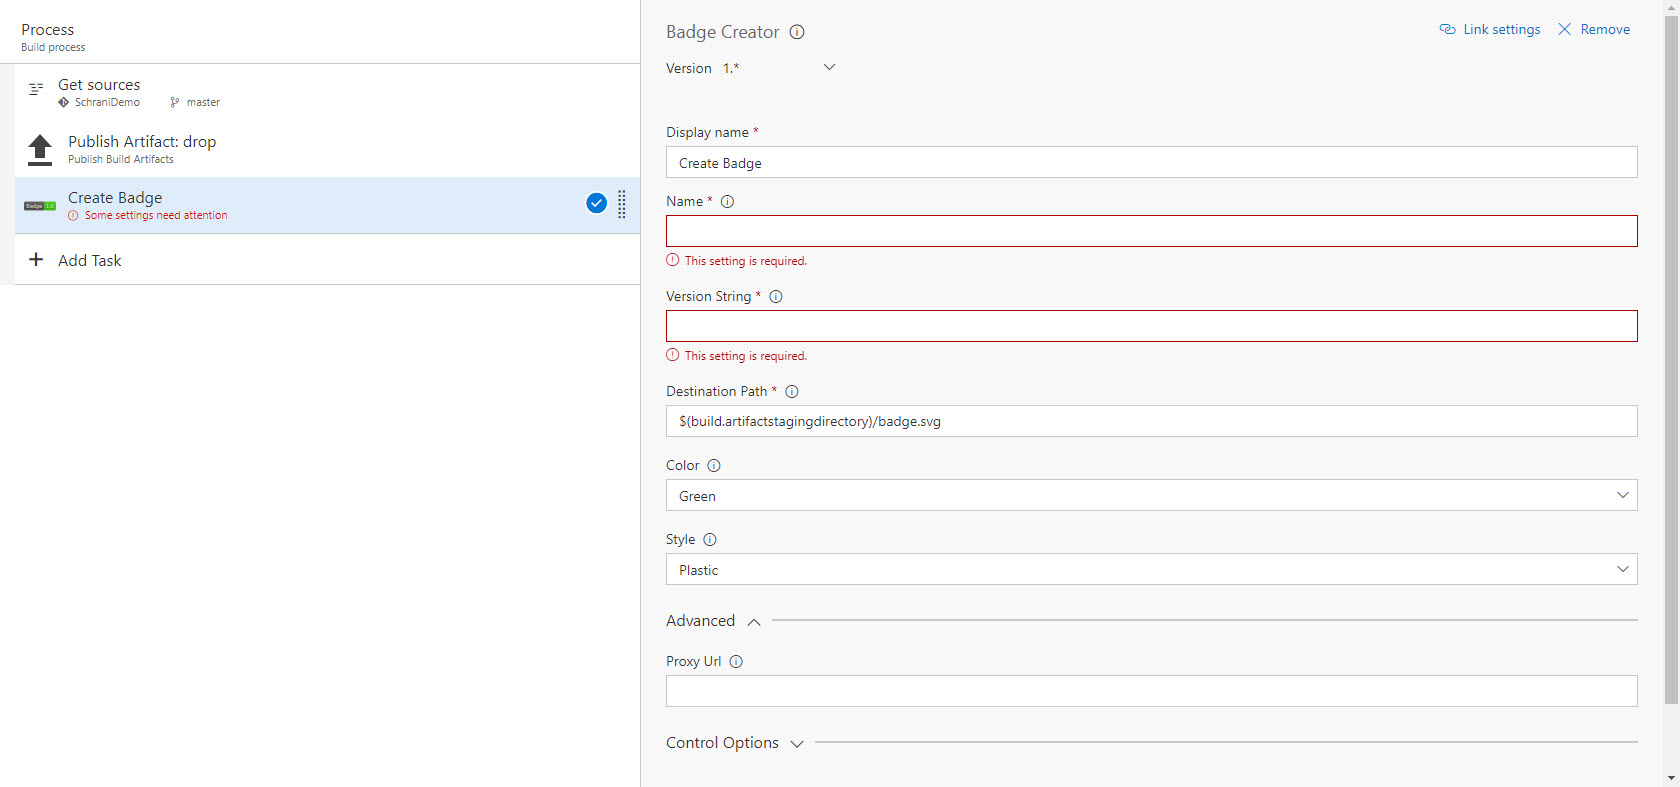 Process
Build process
Get sources
SchraniDemo master
Publish Artifact: drop
Publish Build Artifacts
Create Badge
Badge 1.0
Some settings need attention
Add Task
Badge Creator
Link settings Remove
Version 1.*
Display name *
Create Badge
Name *
This setting is required.
Version String *
This setting is required.
Destination Path *
$(build.artifactstagingdirectory)/badge.svg
Color
Green
Style
Plastic
Advanced
Proxy Url
Control Options